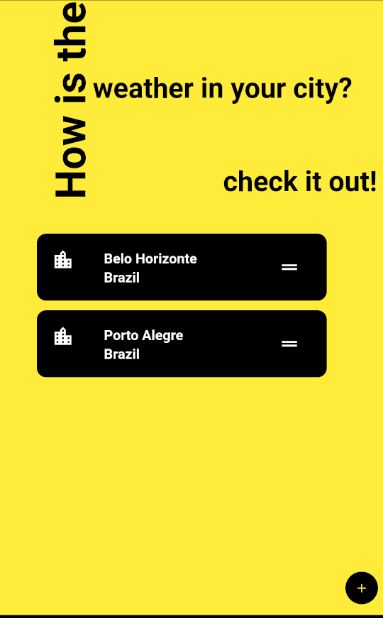 How is the
weather in your city?
check it out!
Belo Horizonte
Brazil
Porto Alegre
Brazil
+